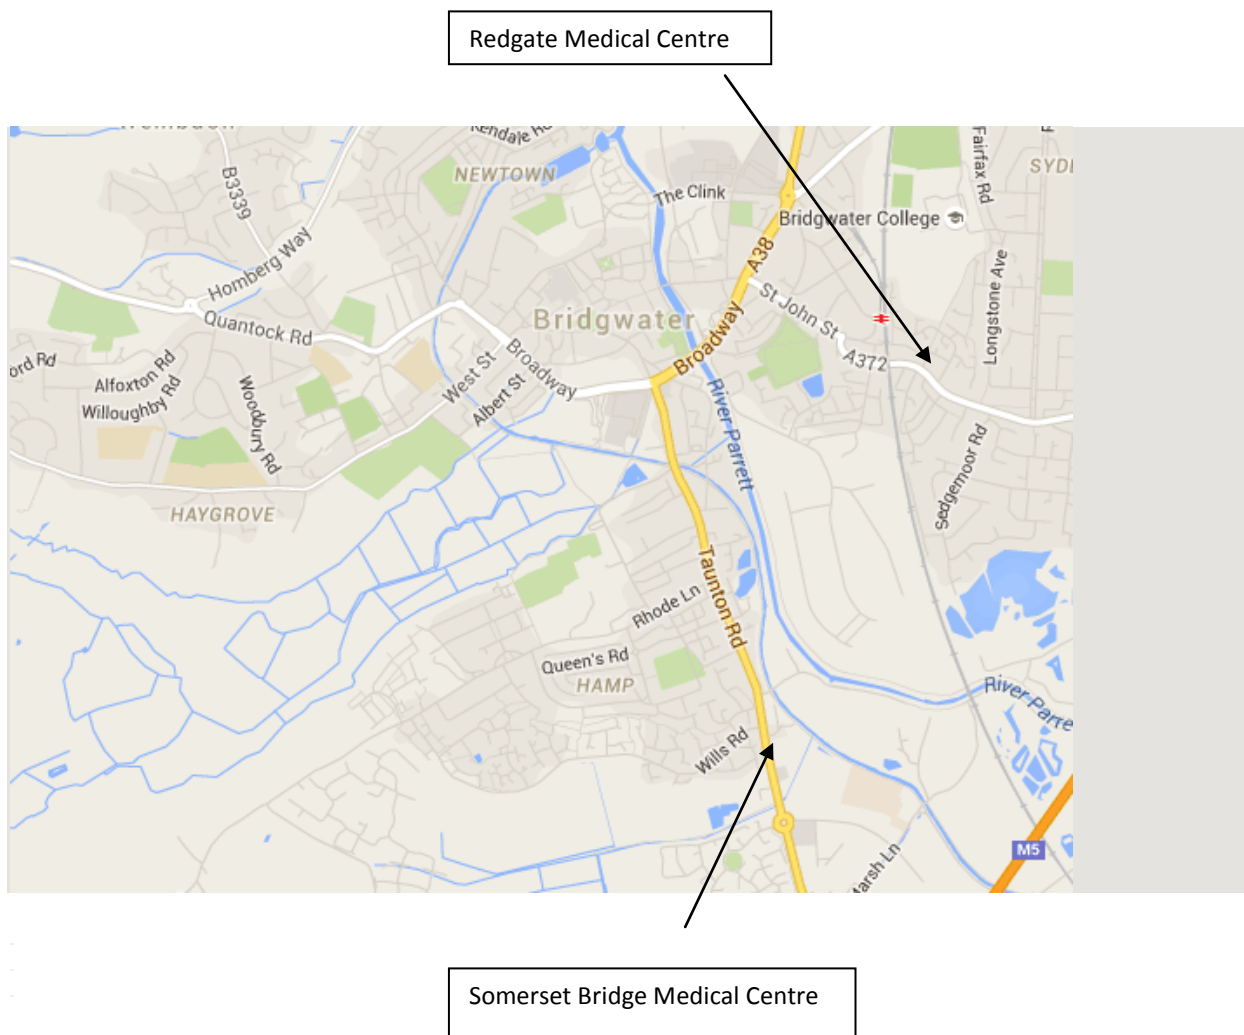 Redgate Medical Centre
Kendale Rd
Fairfax Rd
NEWTOWN
The Clink
B3339
Bridgwater College
Homberg Way
A38
Longstone Ave
St John St
Quantock Rd
Bridgwater
Broadway
A372
Broadway
West St
Alfoxton Rd
Albert St
Willoughby Rd
Woodbury Rd
River Parrett
Sedgemoor Rd
HAYGROVE
Taunton Rd
Rhode Ln
Queen's Rd
HAMP
River Parre
Wills Rd
M5
arsh Ln
Somerset Bridge Medical Centre